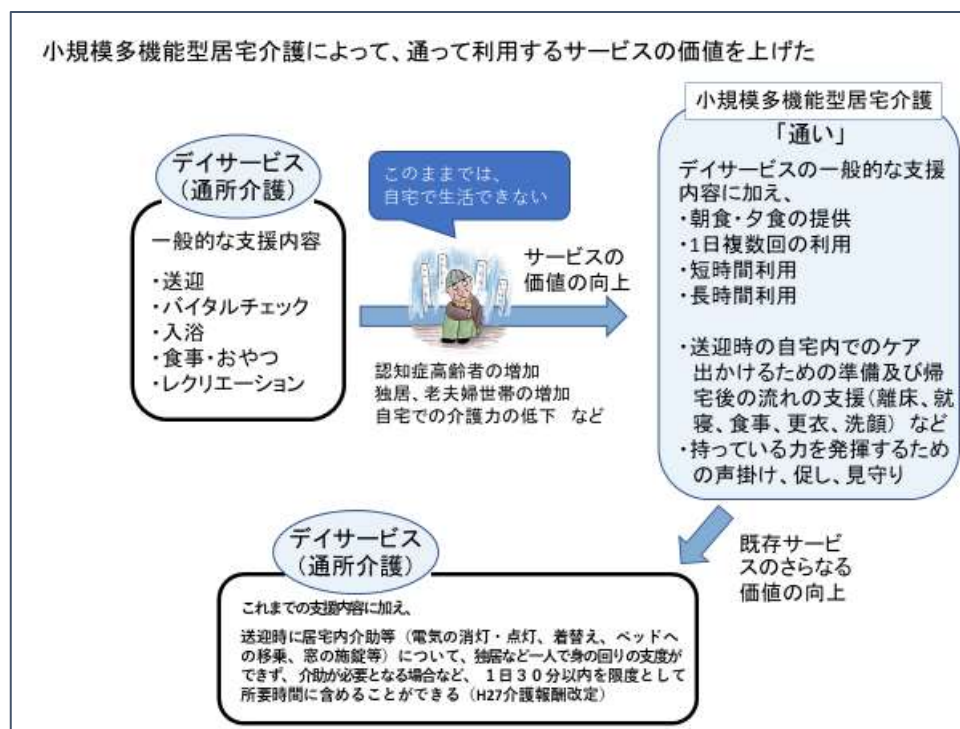 小規模多機能型居宅介護によって、通って利用するサービスの価値を上げた
デイサービス
（通所介護）
一般的な支援内容
・送迎
・バイタルチェック
・入浴
・食事・おやつ
・レクリエーション
このままでは、
自宅で生活できない
サービスの
価値の向上
認知症高齢者の増加
独居、老夫婦世帯の増加
自宅での介護力の低下　など
小規模多機能型居宅介護
「通い」
デイサービスの一般的な支援
内容に加え、
・朝食・夕食の提供
・1日複数回の利用
・短時間利用
・長時間利用
・送迎時の自宅内でのケア
出かけるための準備及び帰
宅後の流れの支援（離床、就
寝、食事、更衣、洗顔）など
・持っている力を発揮するため
の声掛け、促し、見守り
既存サービ
スのさらなる
価値の向上
デイサービス
（通所介護）
これまでの支援内容に加え、
送迎時に居宅内介助等（電気の消灯・点灯、着替え、ベッドへ
の移乗、窓の施錠等）について、独居など一人で身の回りの支度が
できず、介助が必要となる場合など、１日３０分以内を限度として
所要時間に含めることができる（H27介護報酬改定）